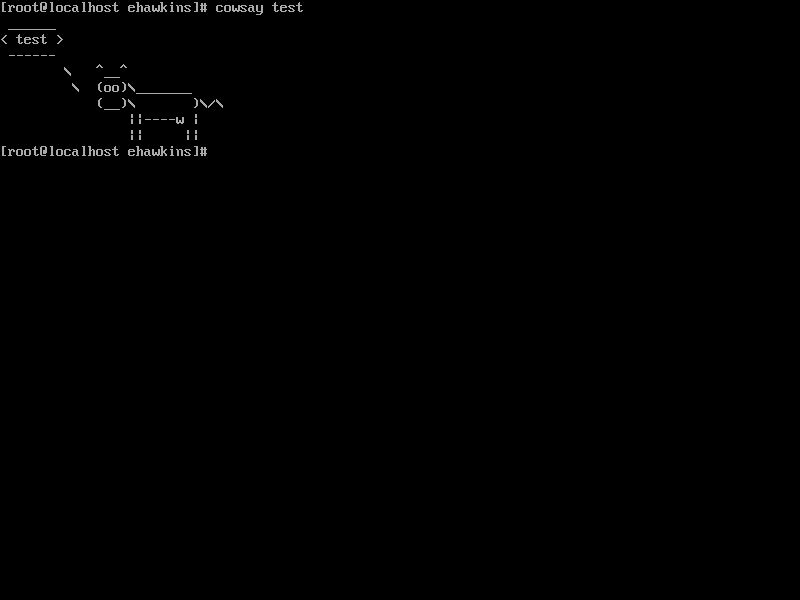 [root@localhost ehawkins]# cowsay test
 ______
< test >
 ------
        \   ^__^
         \  (oo)\_______
            (__)\       )\/\
                ||----w |
                ||     ||
[root@localhost ehawkins]#